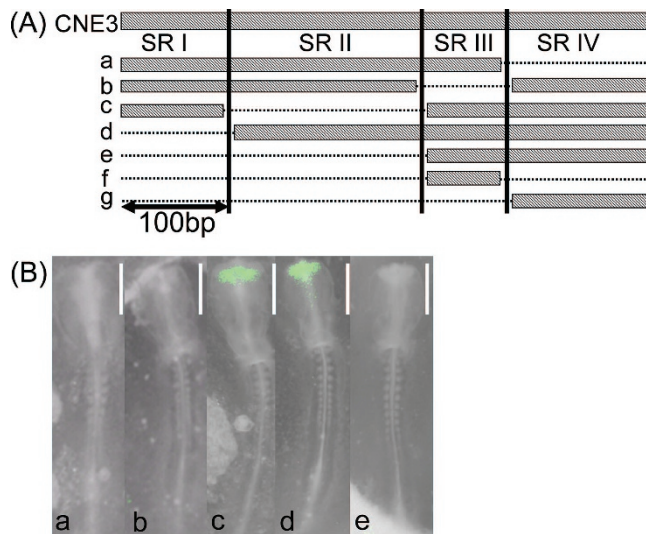 (A) CNE3
SR I SR II SR III SR IV
a
b
c
d
e
f
g
100bp
(B)
a b c d e